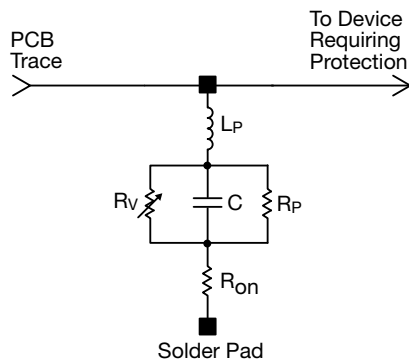 PCB
Trace
To Device
Requiring
Protection
LP
RV
C
RP
Ron
Solder Pad